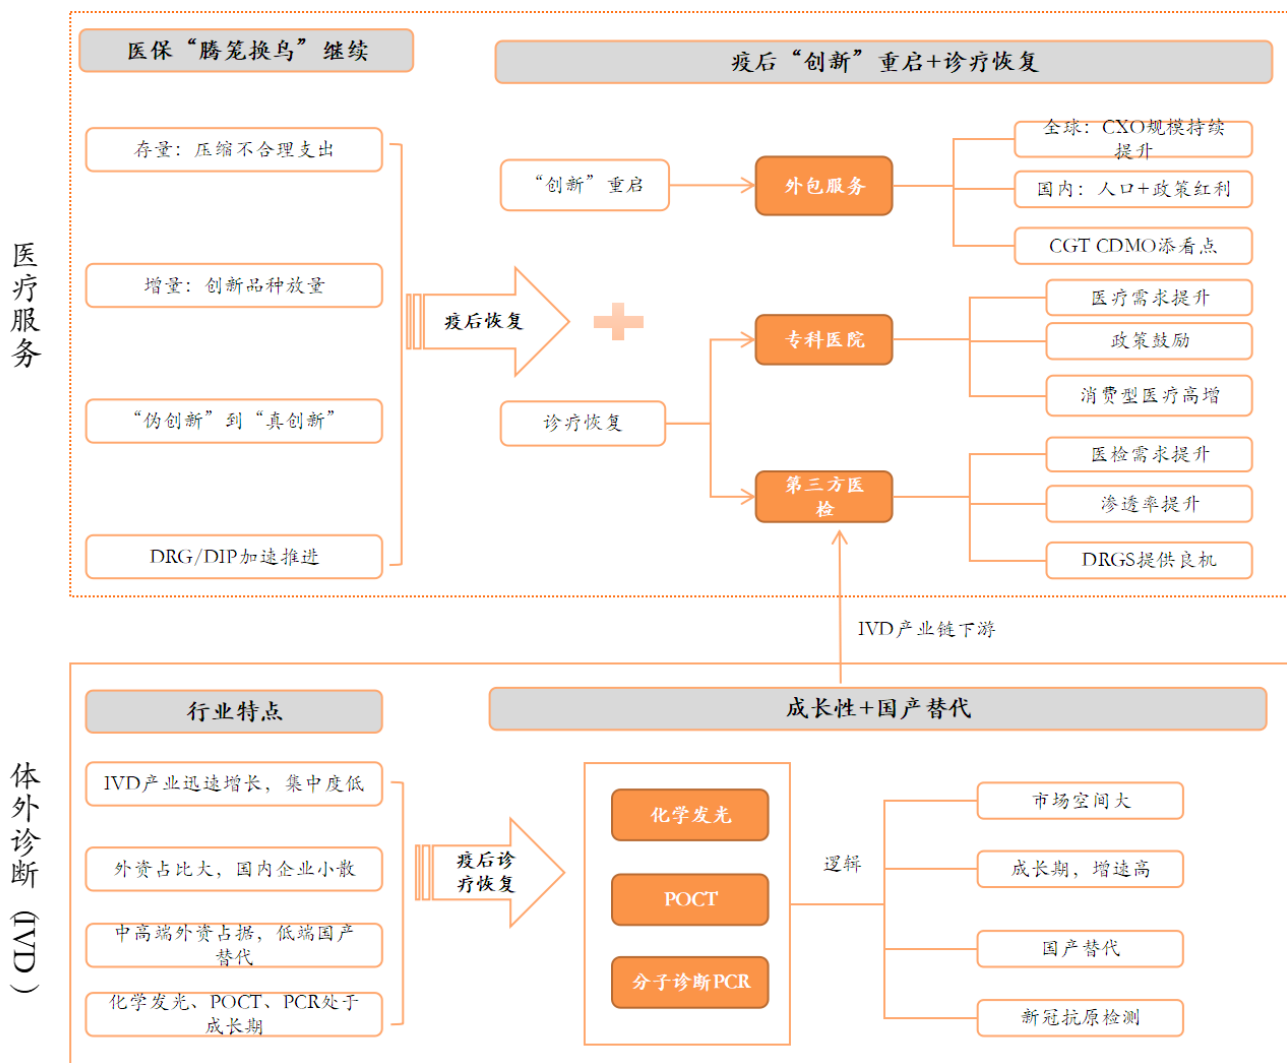 医保“腾笼换鸟”继续
疫后“创新”重启+诊疗恢复
医疗服务
存量：压缩不合理支出
增量：创新品种放量
“伪创新”到“真创新”
DRG/DIP加速推进
疫后恢复
“创新”重启
外包服务
全球：CXO规模持续
提升
国内：人口+政策红利
CGT CDMO添看点
诊疗恢复
专科医院
医疗需求提升
政策鼓励
消费型医疗高增
第三方医
检
医检需求提升
渗透率提升
DRGS提供良机
IVD产业链下游
体外诊断（IVD）
行业特点
成长性+国产替代
IVD产业迅速增长，集中度低
外资占比大，国内企业小散
中高端外资占据，低端国产
替代
化学发光、POCT、PCR处于
成长期
疫后诊
疗恢复
化学发光
POCT
分子诊断PCR
逻辑
市场空间大
成长期，增速高
国产替代
新冠抗原检测